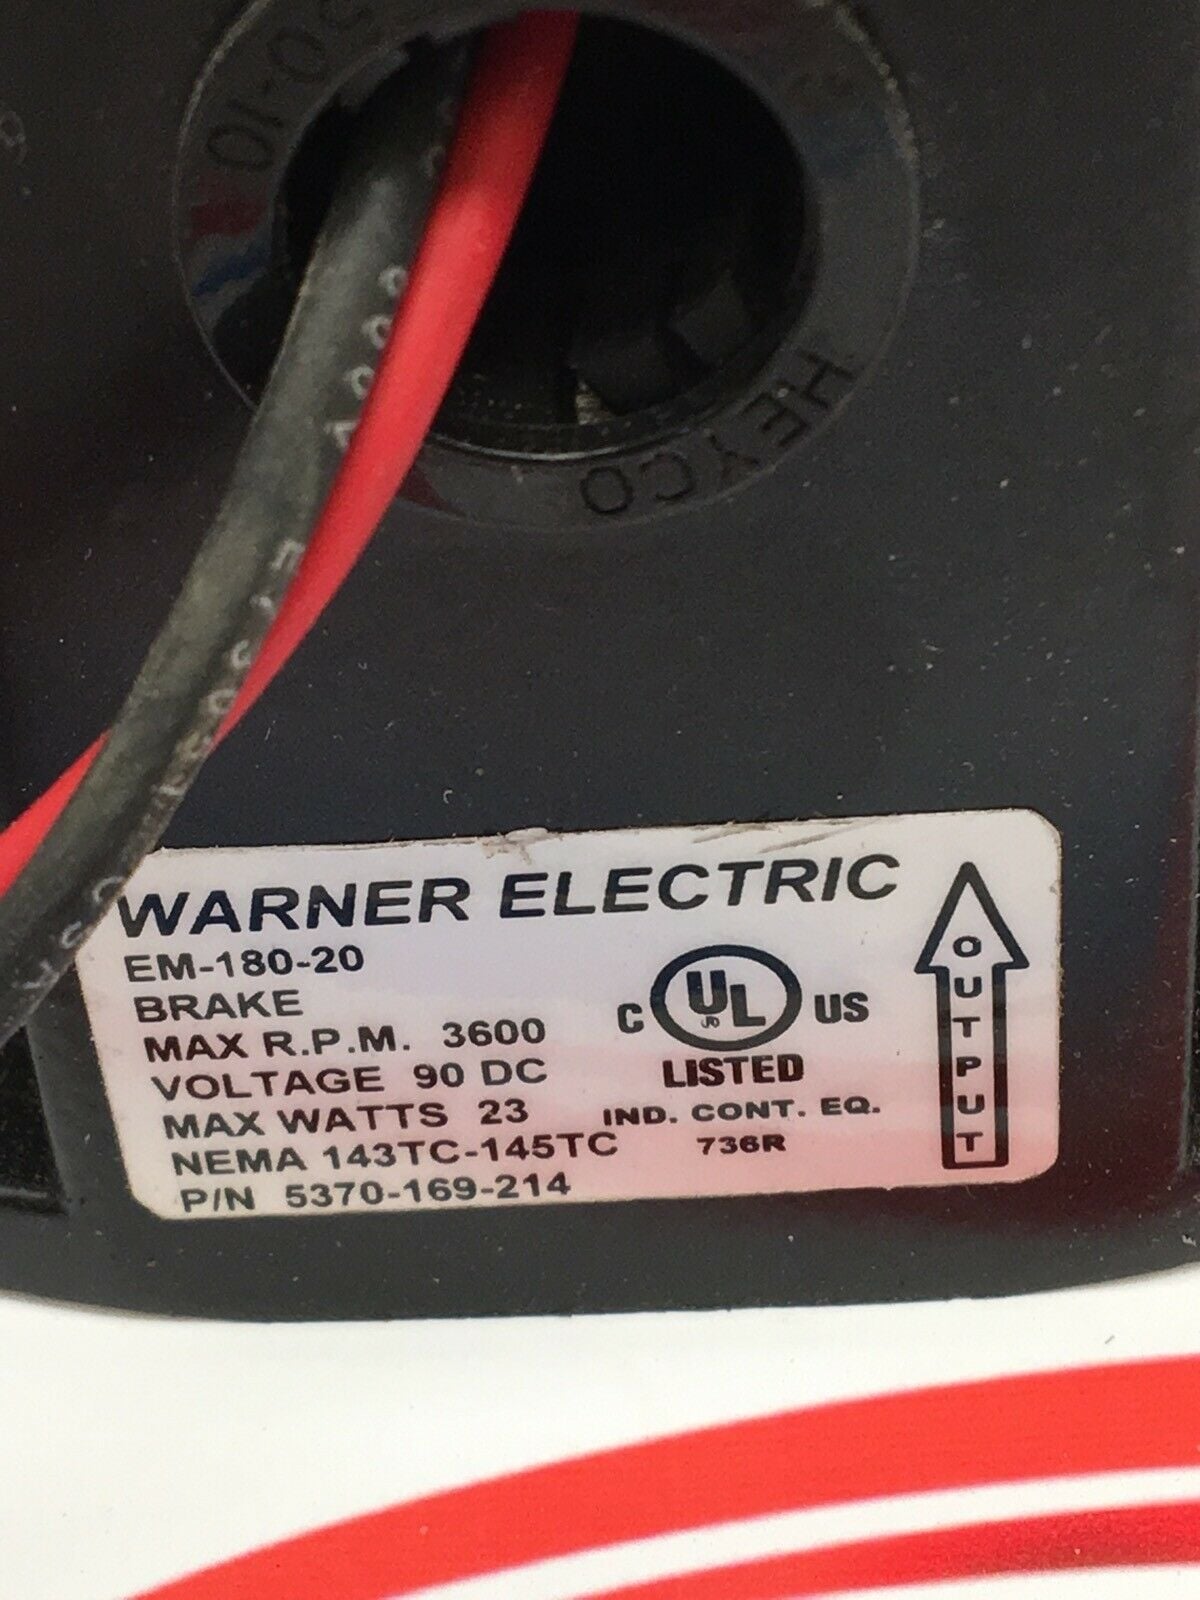 HEYCO
WARNER ELECTRIC
EM-180-20
BRAKE
MAX R.P.M. 3600
VOLTAGE 90 DC
MAX WATTS 23
NEMA 143TC-145TC
P/N 5370-169-214
C UL US
LISTED
IND. CONT. EQ.
736R
OUTPUT